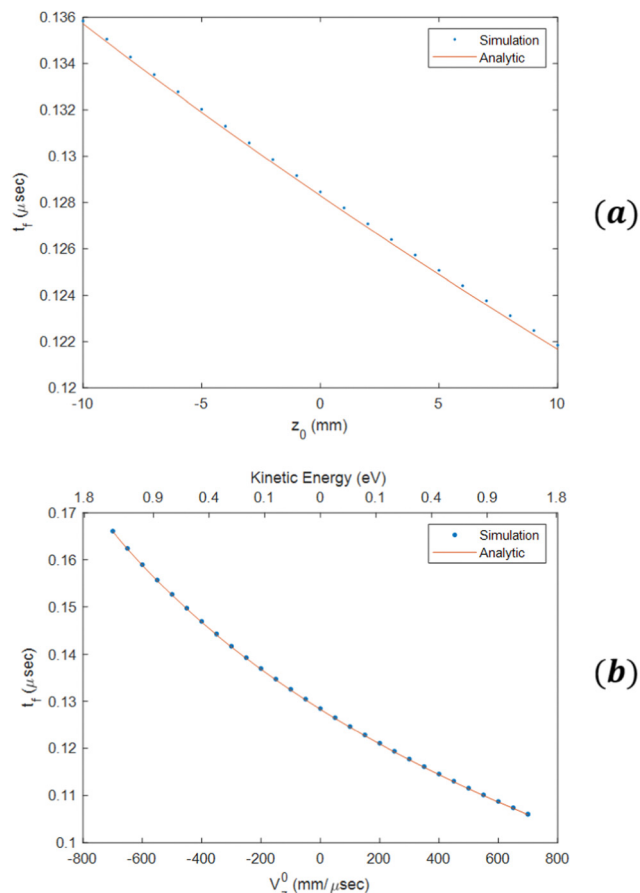 0.136
0.134
0.132
0.13
0.128
0.126
0.124
0.122
0.12
t_f (μsec)
Simulation
Analytic
-10 -5 0 5 10
z_0 (mm)
(a)
Kinetic Energy (eV)
1.8 0.9 0.4 0.1 0 0.1 0.4 0.9 1.8
0.17
0.16
0.15
0.14
0.13
0.12
0.11
0.1
t_f (μsec)
Simulation
Analytic
-800 -600 -400 -200 0 200 400 600 800
V_z^0 (mm/μsec)
(b)